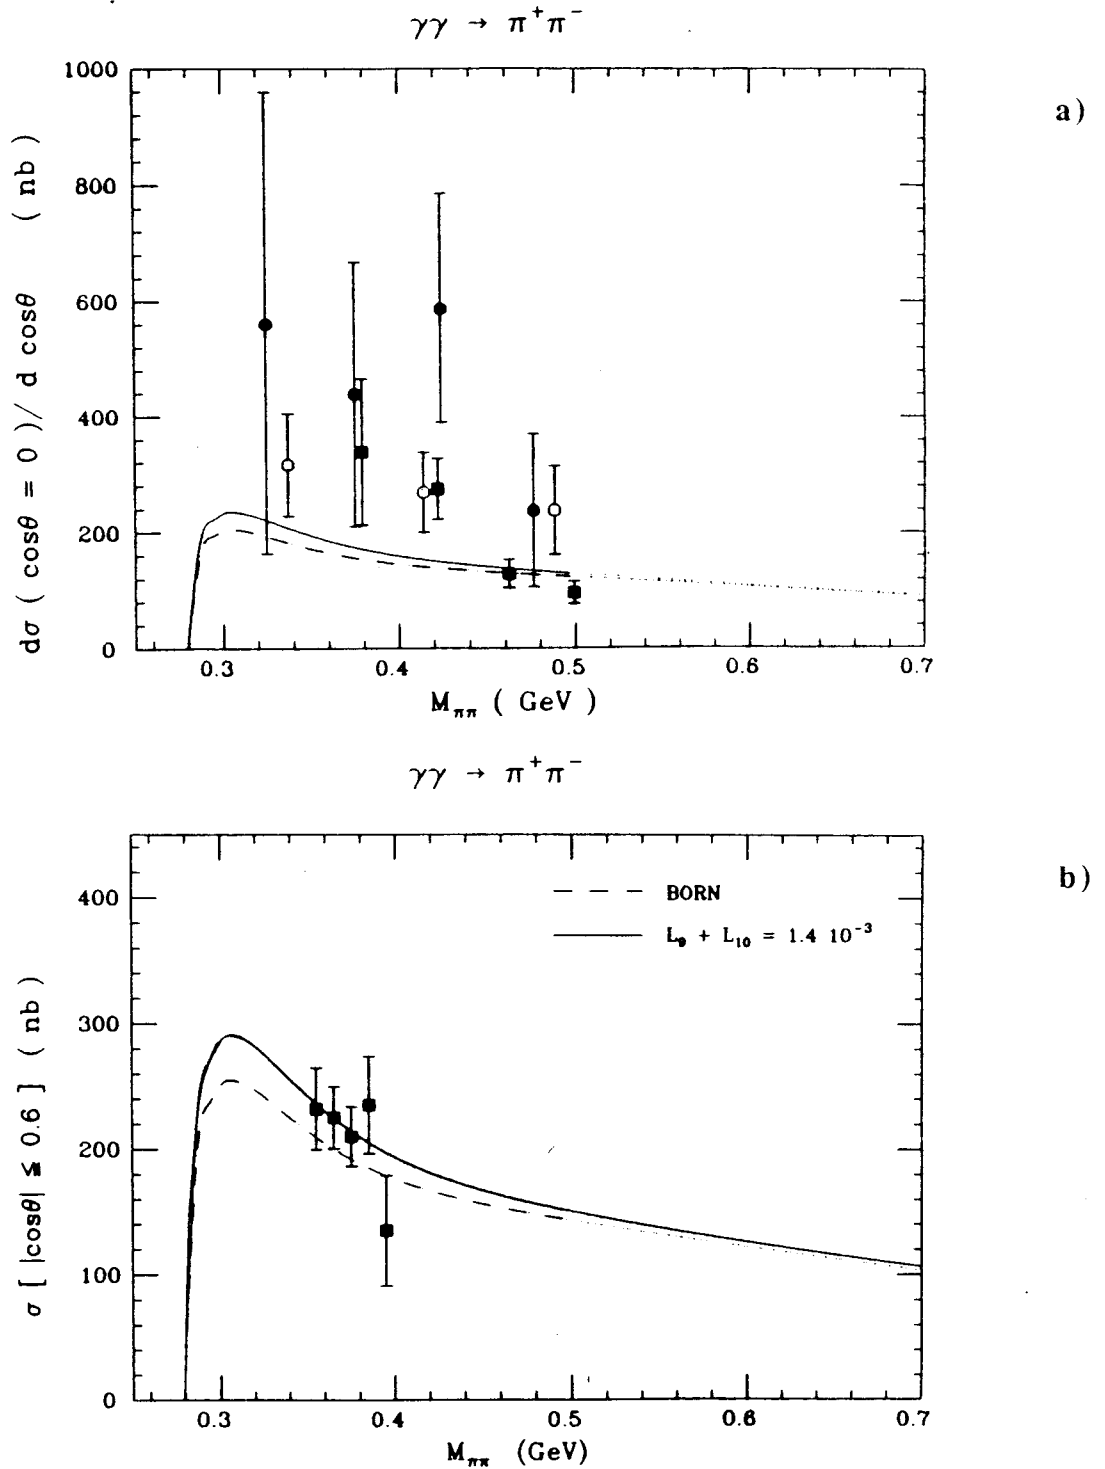 γγ → π⁺π⁻
a)
1000
800
600
400
200
0
dσ ( cosθ = 0 ) / d cosθ ( nb )
0.3 0.4 0.5 0.6 0.7
M_ππ ( GeV )
γγ → π⁺π⁻
b)
400
300
200
100
0
σ [ |cosθ| ≦ 0.6 ] ( nb )
BORN
L₉ + L₁₀ = 1.4 10⁻³
0.3 0.4 0.5 0.6 0.7
M_ππ (GeV)